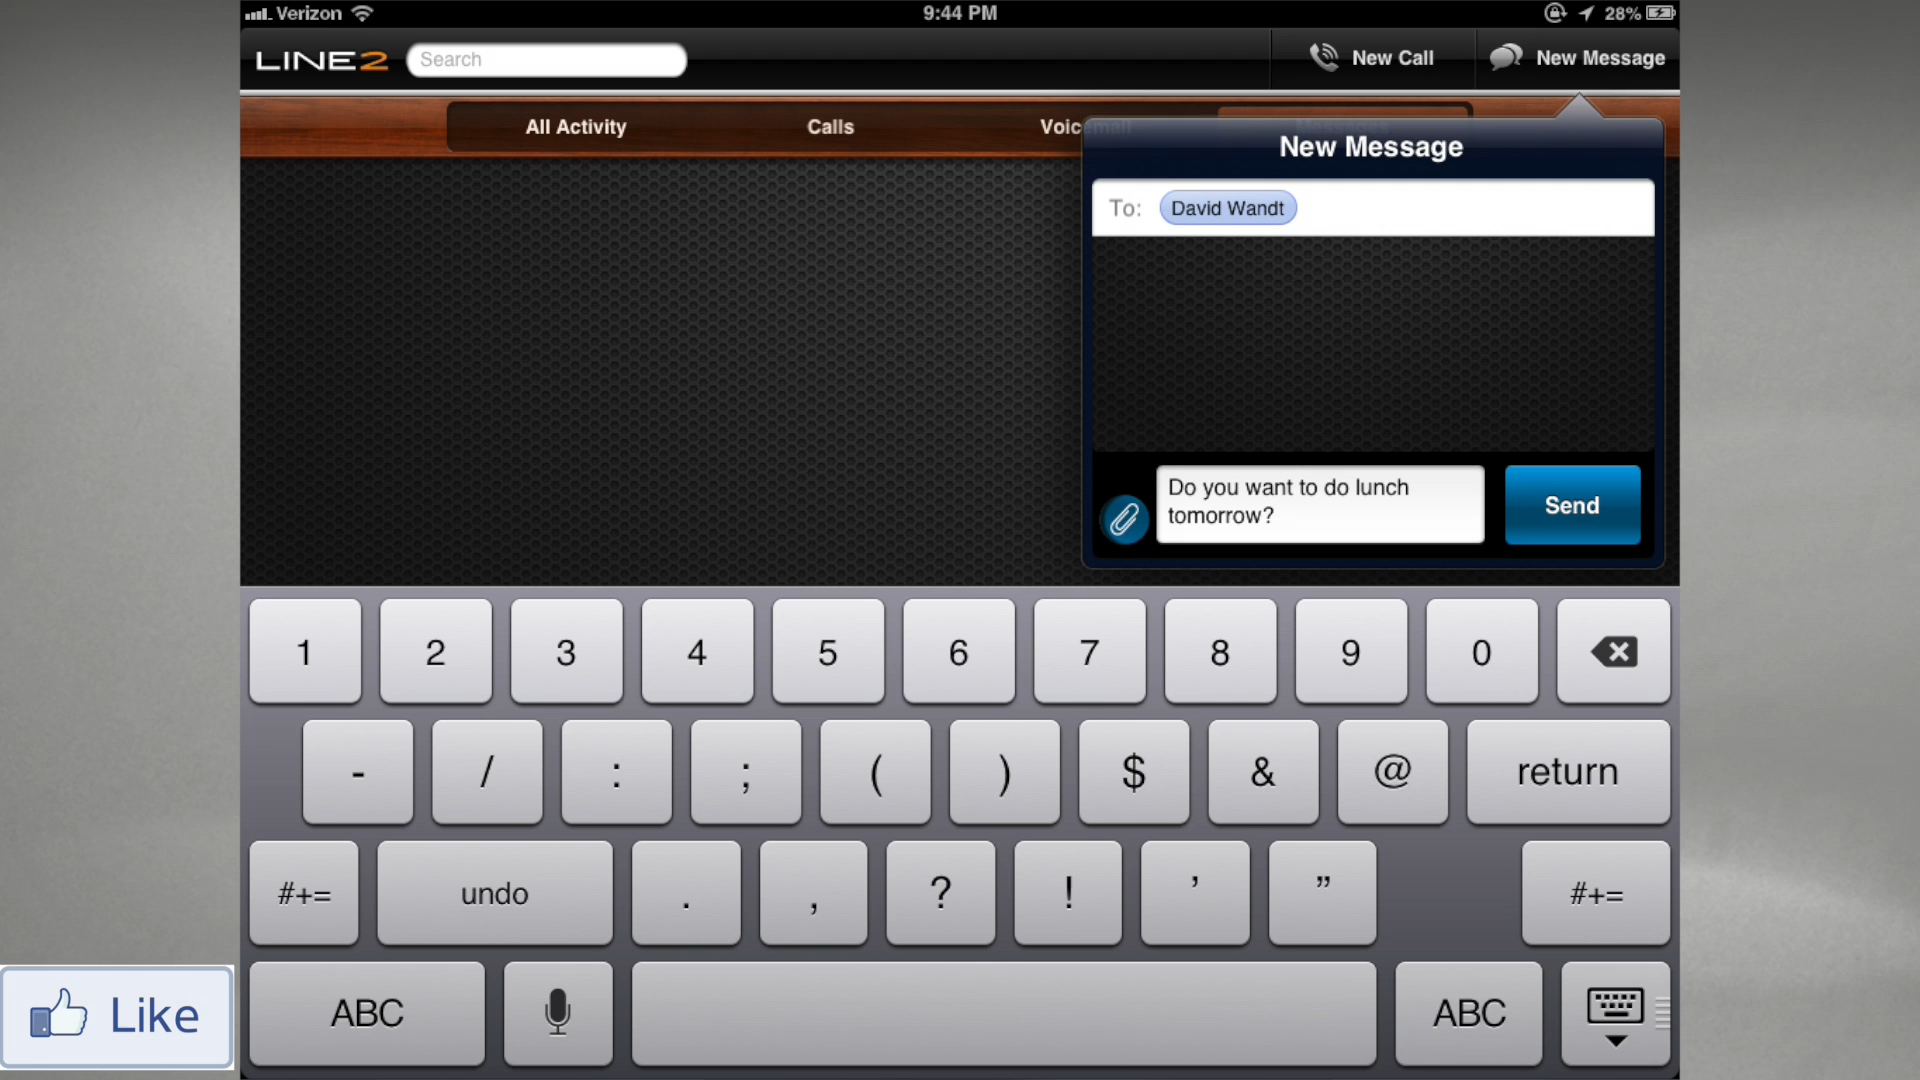 Verizon
9:44 PM
28%
LINE2
Search
New Call
New Message
All Activity
Calls
Voicemail
Messages
New Message
To: David Wandt
Do you want to do lunch
tomorrow?
Send
1 2 3 4 5 6 7 8 9 0
- / : ; ( ) $ & @ return
#+= undo . , ? ! ’ ” #+=
ABC ABC
Like